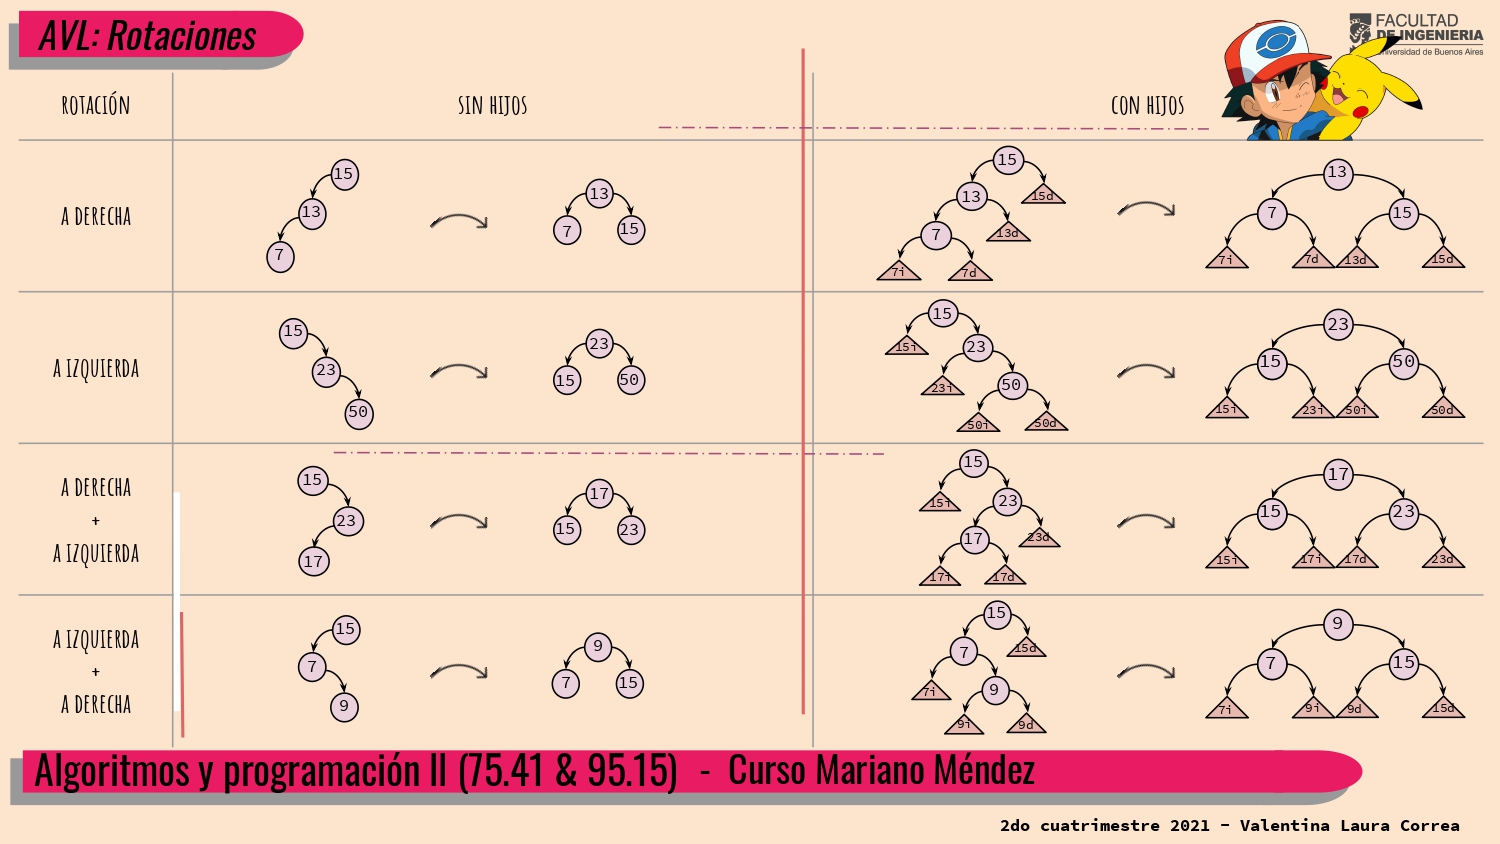 AVL: Rotaciones
FACULTAD
DE INGENIERIA
Universidad de Buenos Aires
ROTACIÓN
SIN HIJOS
CON HIJOS
A DERECHA
15
13
7
13
7
15
15
13
15d
7
13d
7i
7d
13
7
15
7i
7d
13d
15d
A IZQUIERDA
15
23
50
23
15
50
15
15i
23
23i
50
50i
50d
23
15
50
15i
23i
50i
50d
A DERECHA
+
A IZQUIERDA
15
23
17
17
15
23
15
15i
23
17
23d
17i
17d
17
15
23
15i
17i
17d
23d
A IZQUIERDA
+
A DERECHA
15
7
9
9
7
15
15
7
15d
7i
9
9i
9d
9
7
15
7i
9i
9d
15d
Algoritmos y programación II (75.41 & 95.15) - Curso Mariano Méndez
2do cuatrimestre 2021 - Valentina Laura Correa